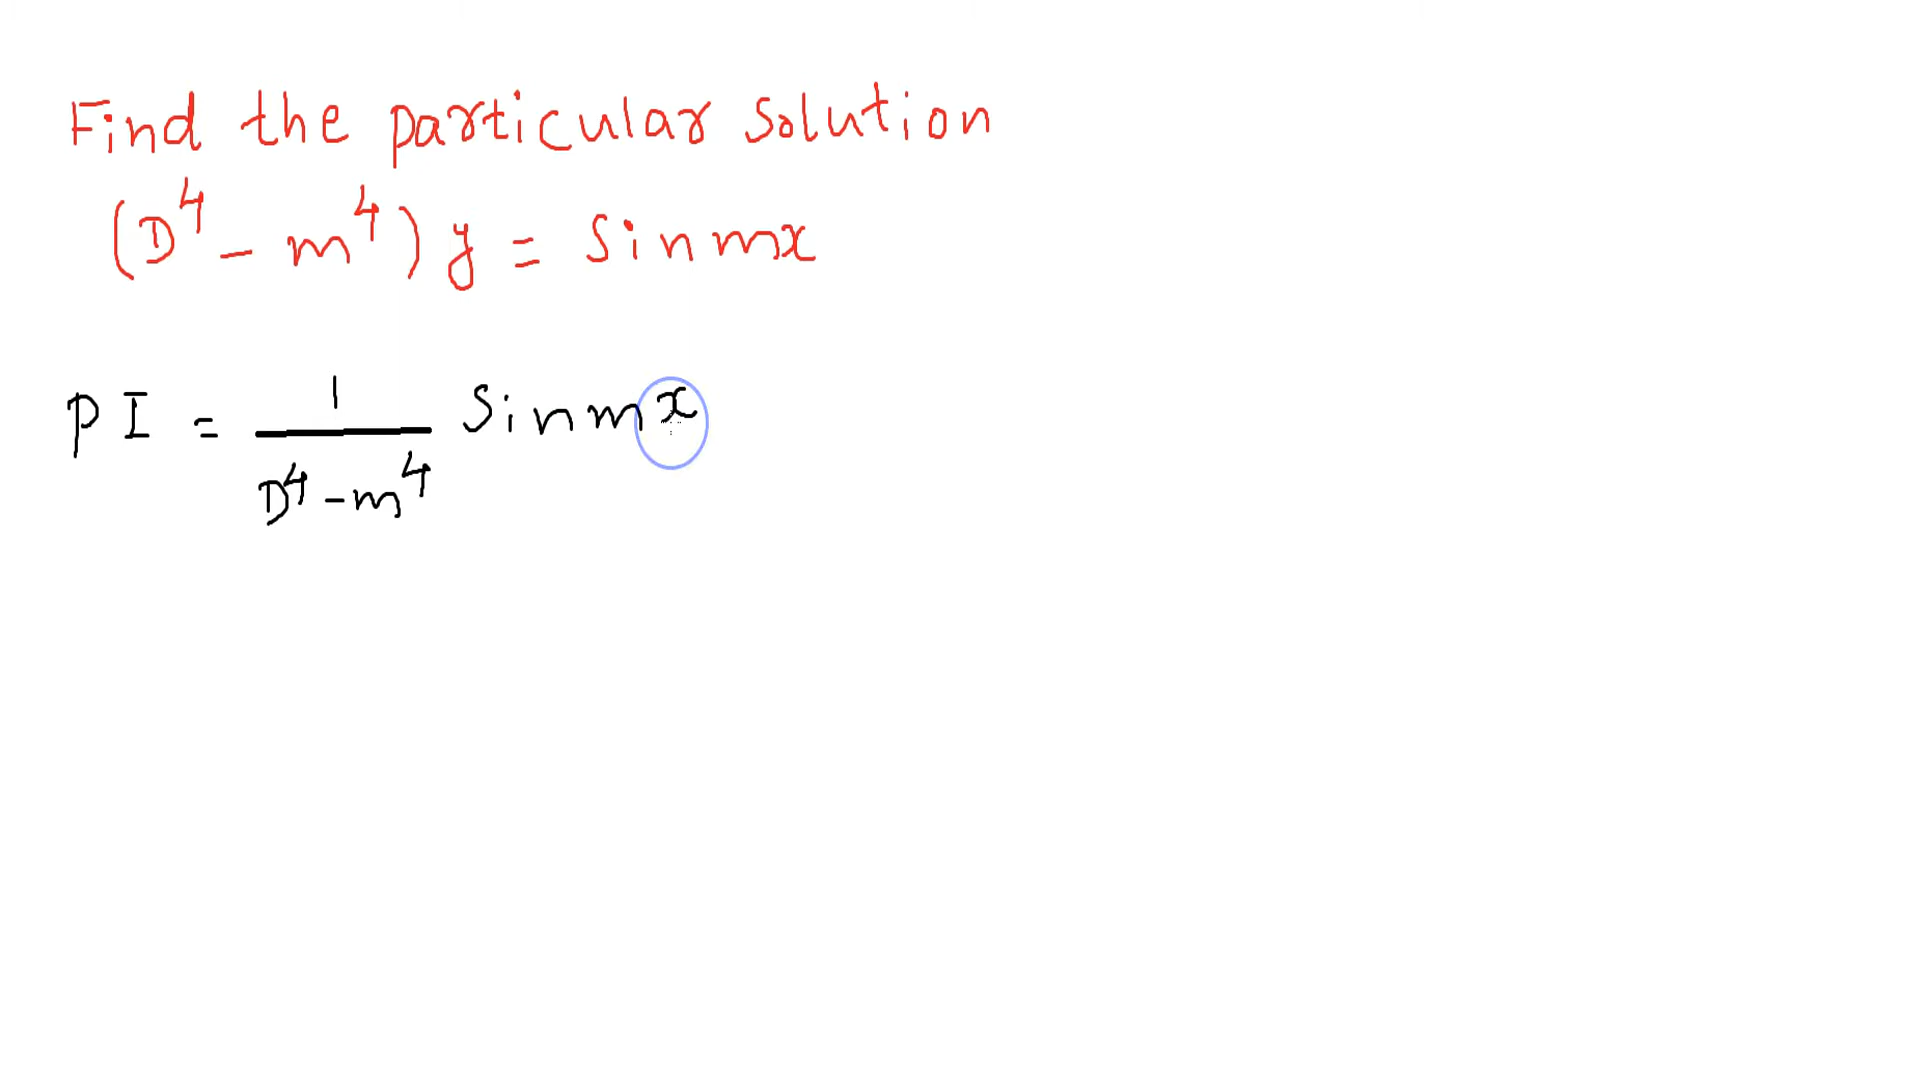 Find the particular solution
(D⁴ - m⁴) y = Sinmx
PI = 1/(D⁴ - m⁴) Sinmx